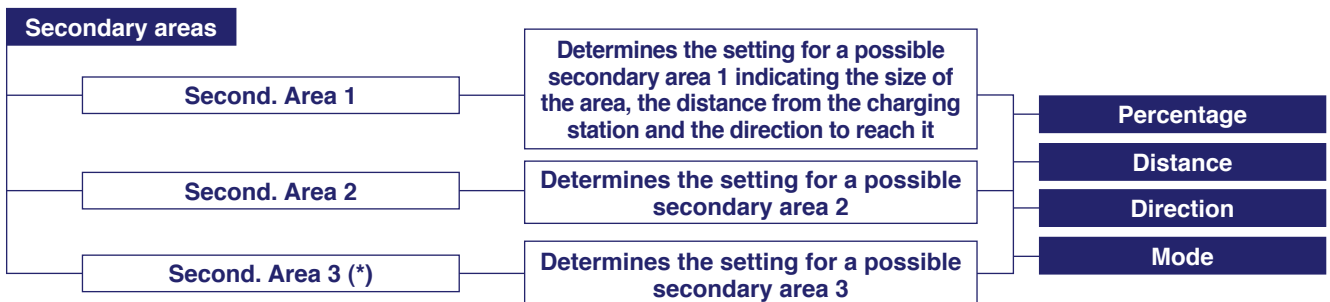 Secondary areas
Second. Area 1
Determines the setting for a possible
secondary area 1 indicating the size of
the area, the distance from the charging
station and the direction to reach it
Second. Area 2
Determines the setting for a possible
secondary area 2
Second. Area 3 (*)
Determines the setting for a possible
secondary area 3
Percentage
Distance
Direction
Mode